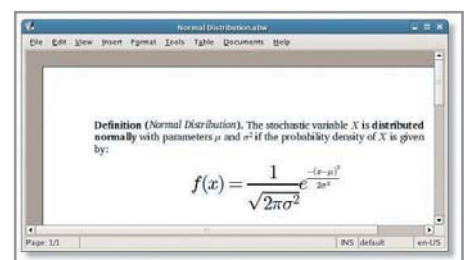 Normal Distribution.abw
File Edit View Insert Format Tools Table Documents Help
Definition (Normal Distribution). The stochastic variable X is distributed
normally with parameters μ and σ² if the probability density of X is given
by:
f(x) = 1/√(2πσ²) e^(−(x−μ)²/2σ²)
Page: 1/1 INS default en-US